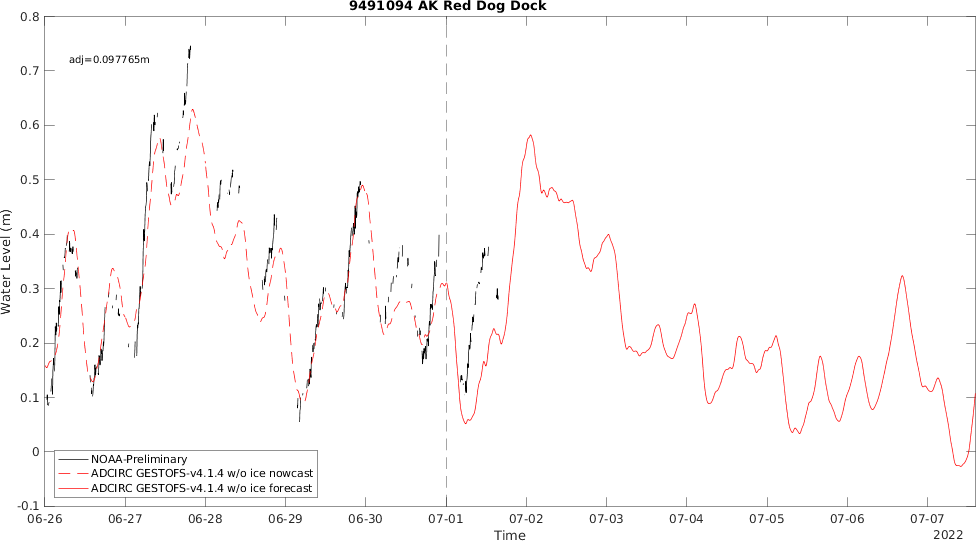 9491094 AK Red Dog Dock
0.8
0.7
0.6
0.5
0.4
0.3
0.2
0.1
0
-0.1
Water Level (m)
adj=0.097765m
NOAA-Preliminary
ADCIRC GESTOFS-v4.1.4 w/o ice nowcast
ADCIRC GESTOFS-v4.1.4 w/o ice forecast
06-26 06-27 06-28 06-29 06-30 07-01 07-02 07-03 07-04 07-05 07-06 07-07
Time
2022